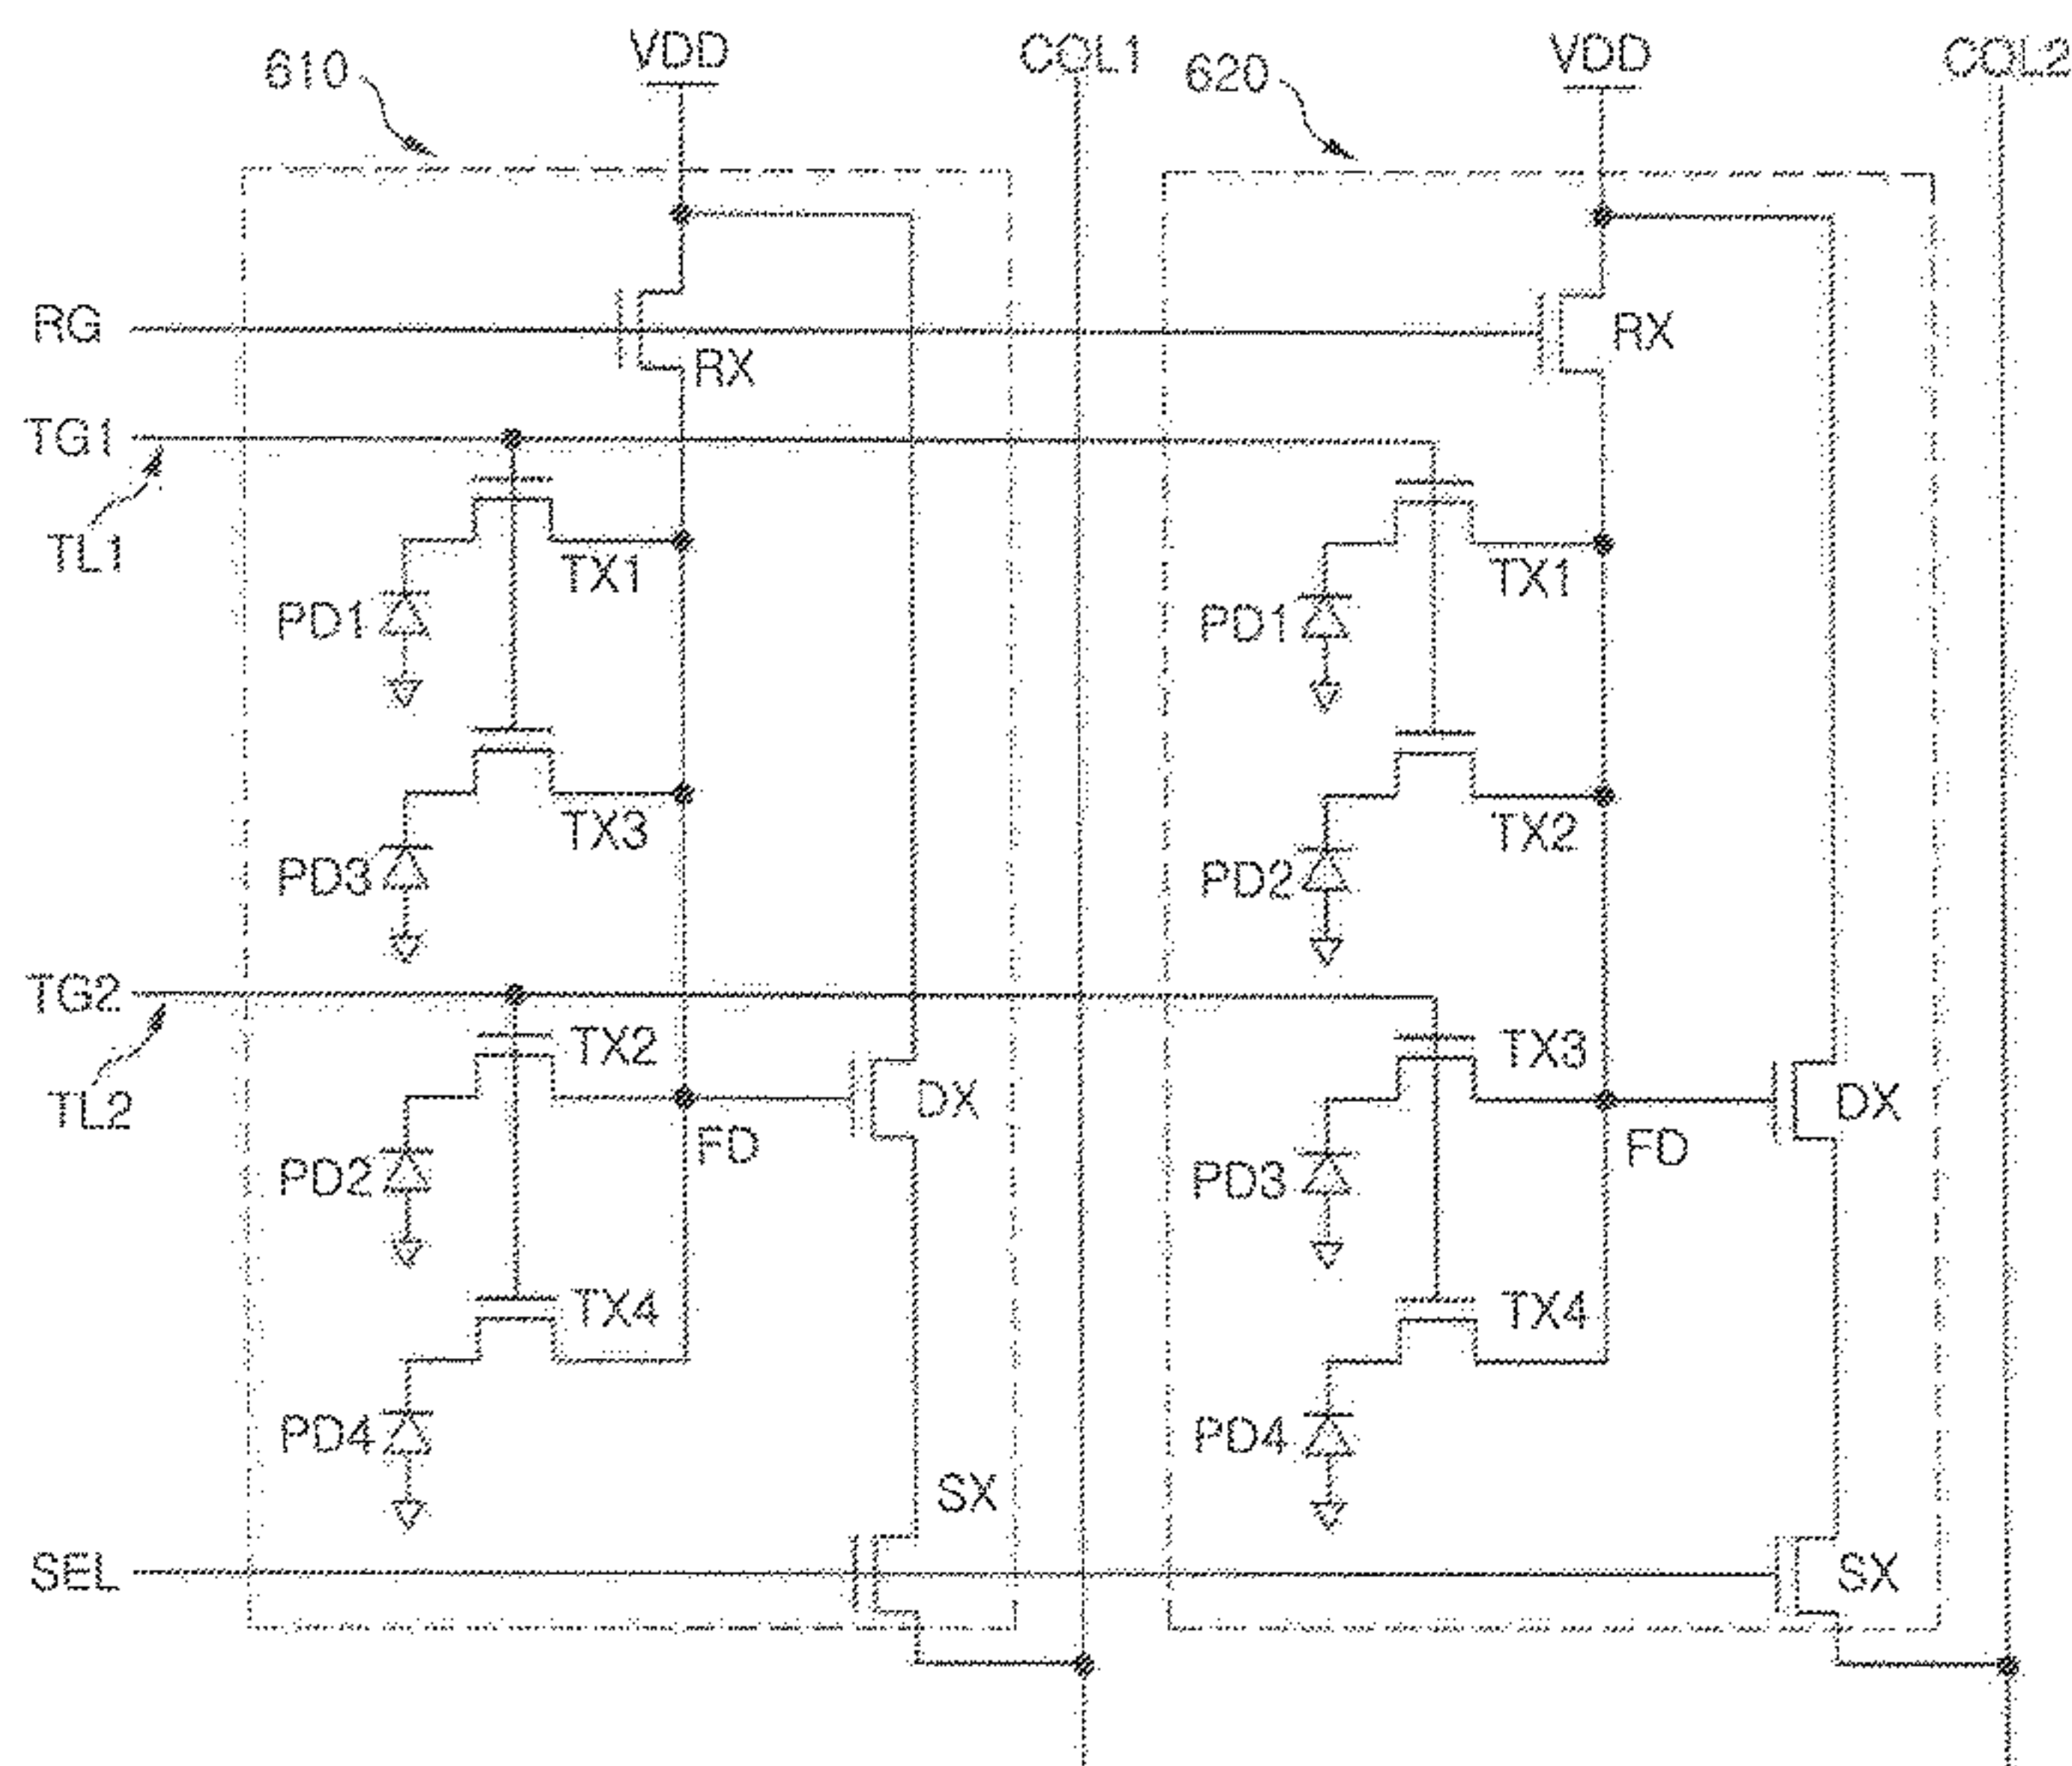 610
VDD
COL1
620
VDD
COL2
RG
RX
RX
TG1
TL1
TX1
TX1
PD1
PD1
TX3
TX2
PD3
PD2
TG2
TL2
TX2
TX3
DX
DX
FD
FD
PD2
PD3
TX4
TX4
PD4
PD4
SX
SEL
SX